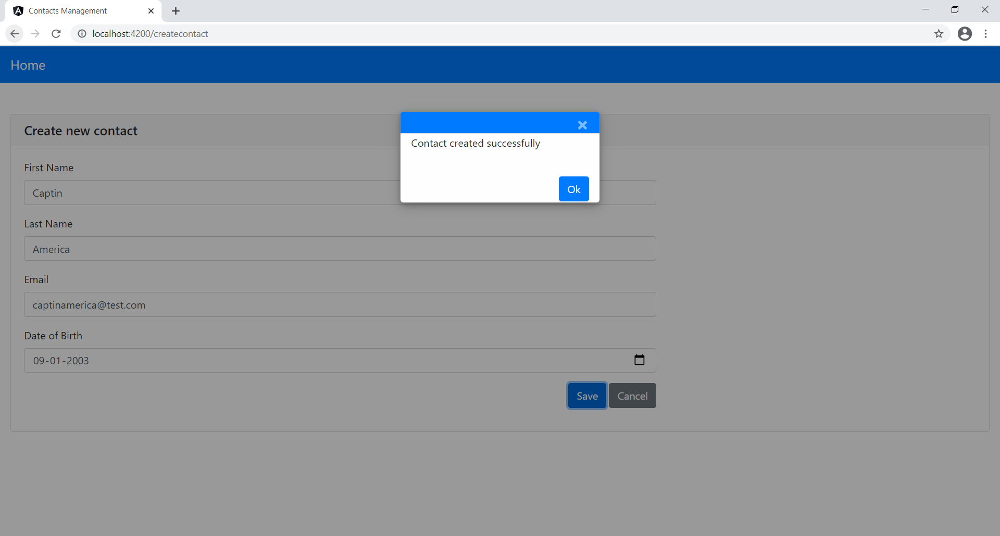 Contacts Management
localhost:4200/createcontact
Home
Create new contact
Contact created successfully
Ok
First Name
Captin
Last Name
America
Email
captinamerica@test.com
Date of Birth
09-01-2003
Save Cancel